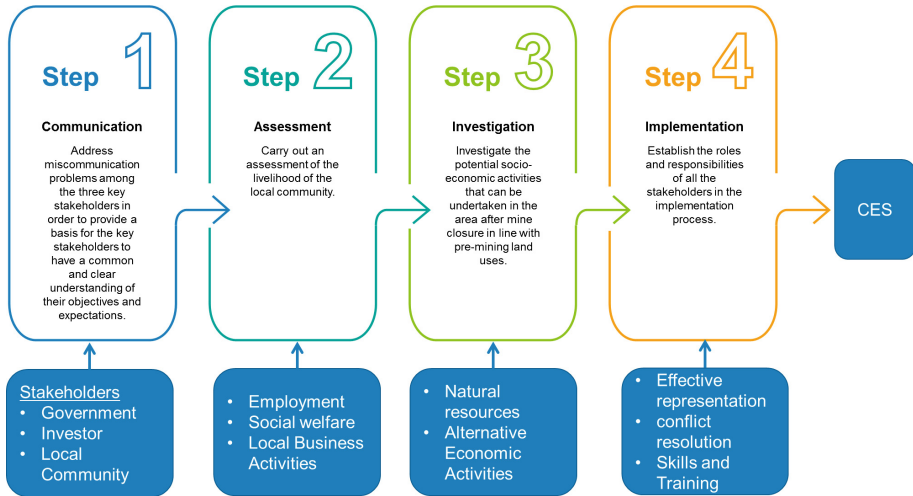 Step 1
Communication
Address
miscommunication
problems among
the three key
stakeholders in
order to provide a
basis for the key
stakeholders to
have a common
and clear
understanding of
their objectives and
expectations.
Step 2
Assessment
Carry out an
assessment of the
livelihood of the
local community.
Step 3
Investigation
Investigate the
potential socio-
economic activities
that can be
undertaken in the
area after mine
closure in line with
pre-mining land
uses.
Step 4
Implementation
Establish the roles
and responsibilities
of all the
stakeholders in the
implementation
process.
CES
Stakeholders
• Government
• Investor
• Local
Community
• Employment
• Social welfare
• Local Business
Activities
• Natural
resources
• Alternative
Economic
Activities
• Effective
representation
• conflict
resolution
• Skills and
Training